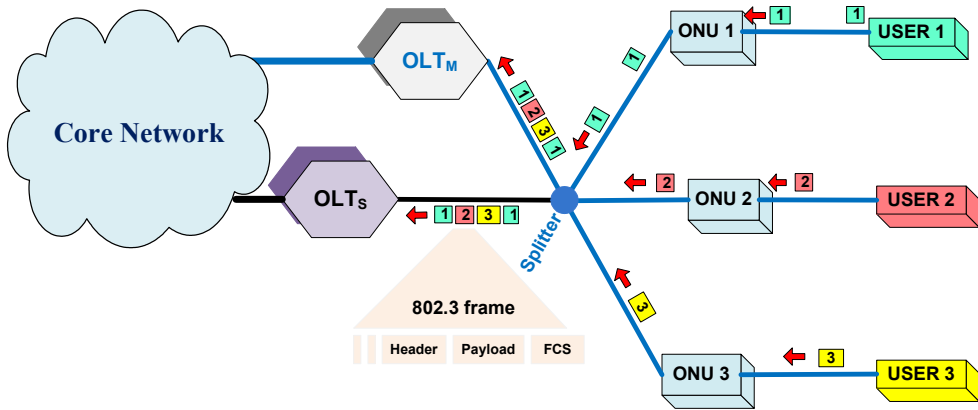 Core Network
OLTM
OLTS
1
2
3
1
1
2
3
1
Splitter
802.3 frame
Header Payload FCS
1
1
ONU 1
1
1
USER 1
2
ONU 2
2
USER 2
3
ONU 3
3
USER 3